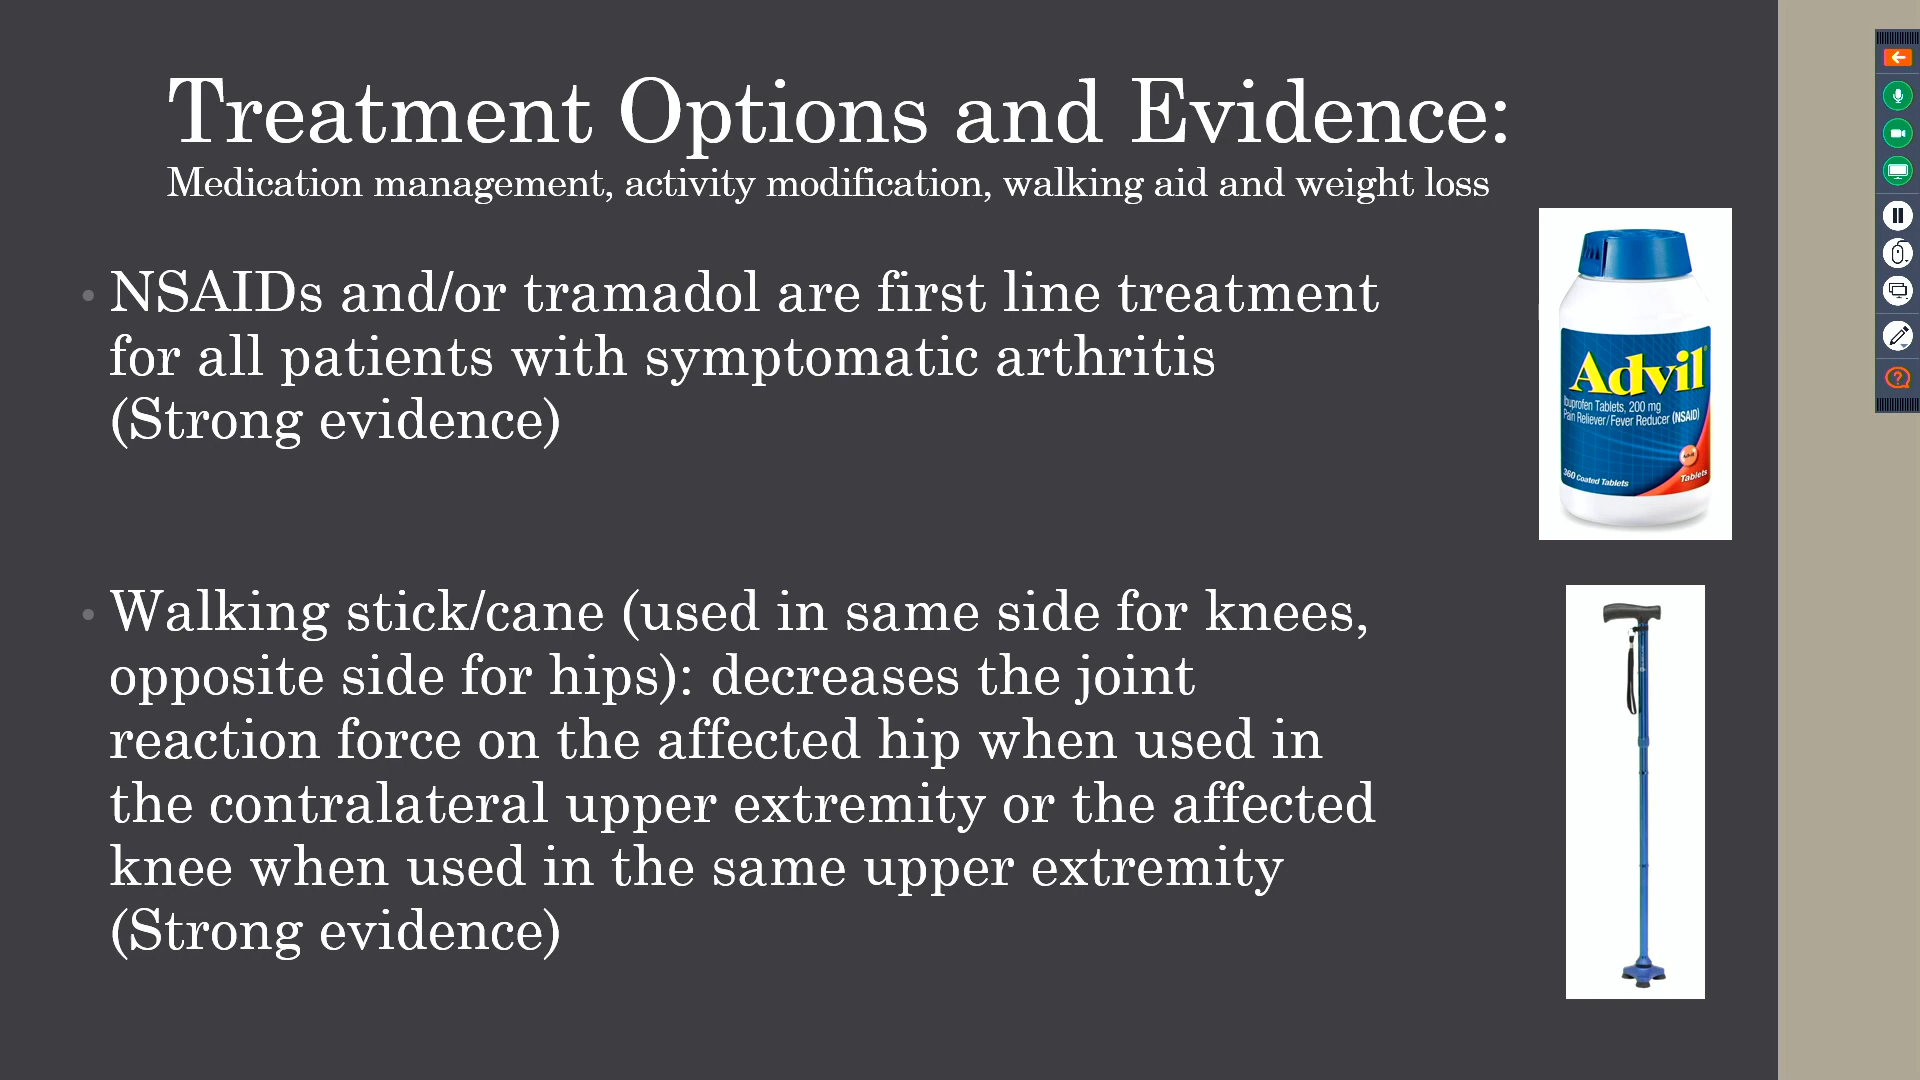 Treatment Options and Evidence:
Medication management, activity modification, walking aid and weight loss
• NSAIDs and/or tramadol are first line treatment
for all patients with symptomatic arthritis
(Strong evidence)
Advil
Ibuprofen Tablets, 200 mg
Pain Reliever/Fever Reducer (NSAID)
Advil
360 Coated Tablets
Tablets
• Walking stick/cane (used in same side for knees,
opposite side for hips): decreases the joint
reaction force on the affected hip when used in
the contralateral upper extremity or the affected
knee when used in the same upper extremity
(Strong evidence)